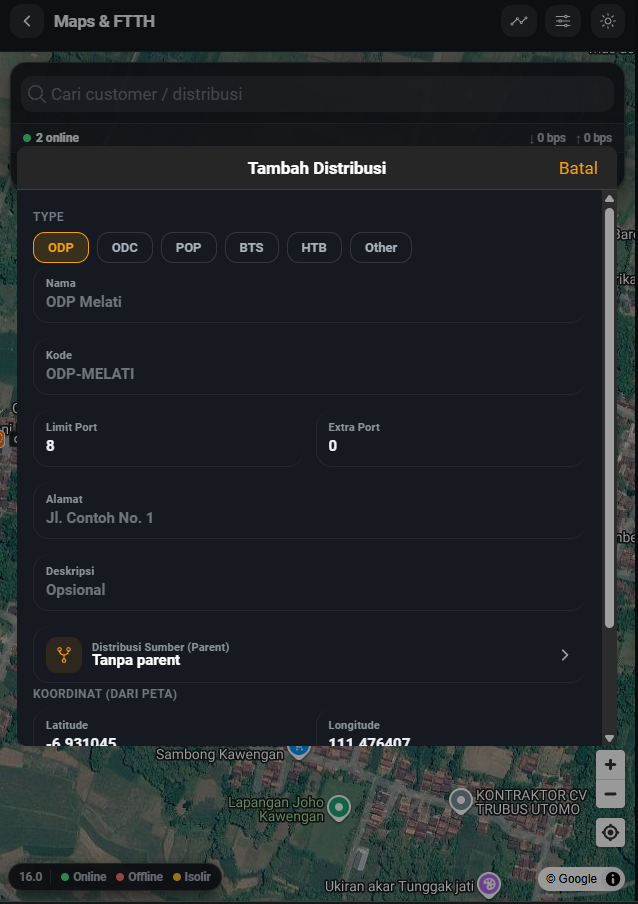 Maps & FTTH
Cari customer / distribusi
2 online
↓ 0 bps ↑ 0 bps
Tambah Distribusi
Batal
TYPE
ODP ODC POP BTS HTB Other
Nama
ODP Melati
Kode
ODP-MELATI
Limit Port
8
Extra Port
0
Alamat
Jl. Contoh No. 1
Deskripsi
Opsional
Distribusi Sumber (Parent)
Tanpa parent
KOORDINAT (DARI PETA)
Latitude
-6.931045
Longitude
111.476407
Sambong Kawengan
Lapangan Joho
Kawengan
KONTRAKTOR CV
TRUBUS UTOMO
Ukiran akar Tunggak jati
16.0
Online Offline Isolir
© Google